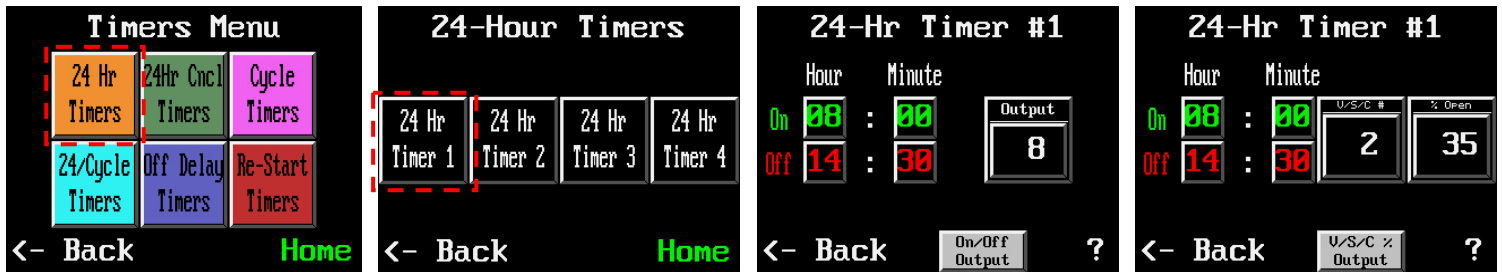 Timers Menu
24 Hr Timers
24Hr Cncl Timers
Cycle Timers
24/Cycle Timers
Off Delay Timers
Re-Start Timers
<- Back
Home
24-Hour Timers
24 Hr Timer 1
24 Hr Timer 2
24 Hr Timer 3
24 Hr Timer 4
<- Back
Home
24-Hr Timer #1
Hour Minute
On 08 : 00
Off 14 : 30
Output
8
<- Back
On/Off Output
?
24-Hr Timer #1
Hour Minute
On 08 : 00
Off 14 : 30
V/S/C #
2
% Open
35
<- Back
V/S/C % Output
?